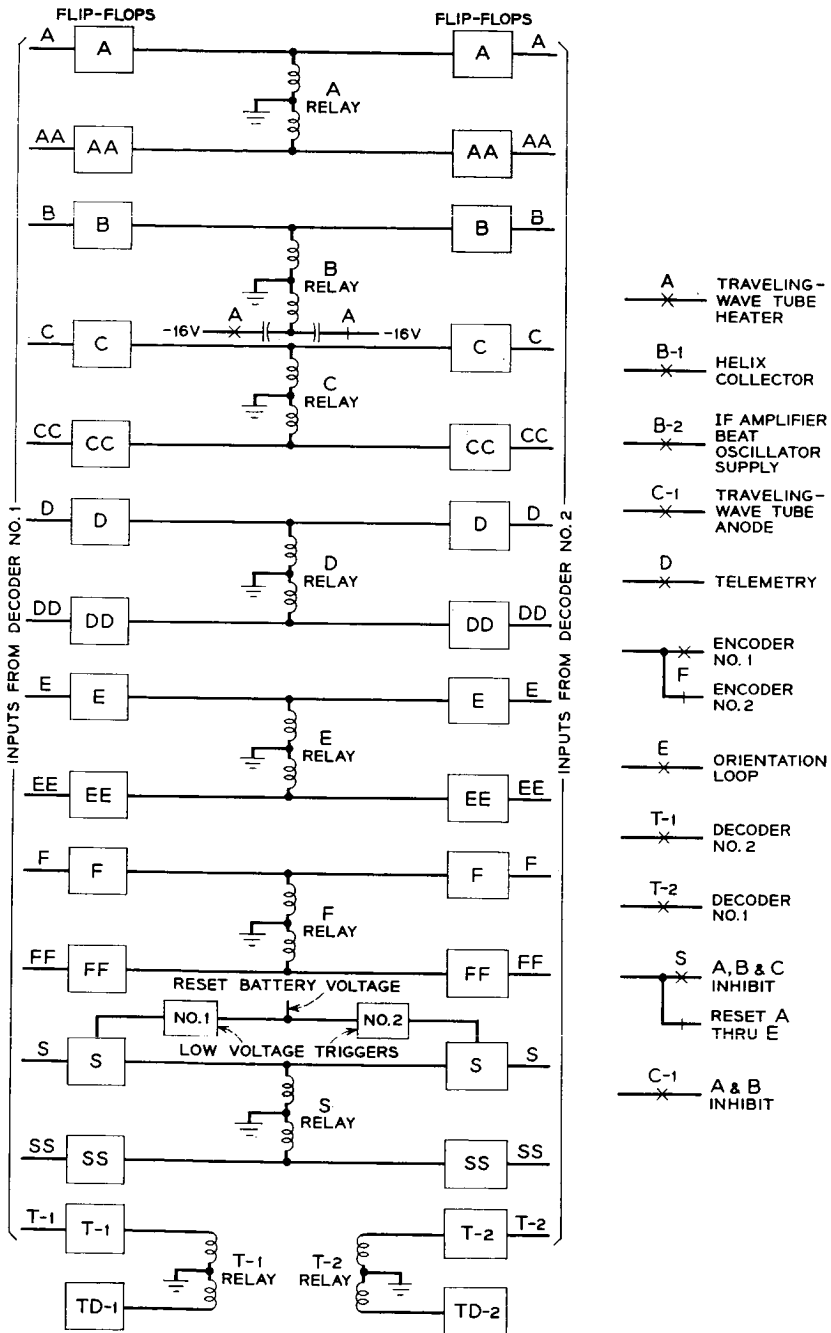 FLIP-FLOPS
FLIP-FLOPS
A
A
A
A
A
RELAY
AA
AA
AA
AA
B
B
B
B
B
RELAY
-16V
A
A
-16V
C
C
C
C
C
RELAY
CC
CC
CC
CC
D
D
D
D
D
RELAY
DD
DD
DD
DD
E
E
E
E
E
RELAY
EE
EE
EE
EE
F
F
F
F
F
RELAY
FF
FF
FF
FF
RESET BATTERY VOLTAGE
NO.1
NO.2
LOW VOLTAGE TRIGGERS
S
S
S
S
S
RELAY
SS
SS
SS
SS
T-1
T-1
T-2
T-2
T-1
RELAY
T-2
RELAY
TD-1
TD-2
INPUTS FROM DECODER NO.1
INPUTS FROM DECODER NO.2
A
TRAVELING-
WAVE TUBE
HEATER
B-1
HELIX
COLLECTOR
B-2
IF AMPLIFIER
BEAT
OSCILLATOR
SUPPLY
C-1
TRAVELING-
WAVE TUBE
ANODE
D
TELEMETRY
ENCODER
NO. 1
F
ENCODER
NO.2
E
ORIENTATION
LOOP
T-1
DECODER
NO. 2
T-2
DECODER
NO.1
S
A, B & C
INHIBIT
RESET A
THRU E
C-1
A & B
INHIBIT